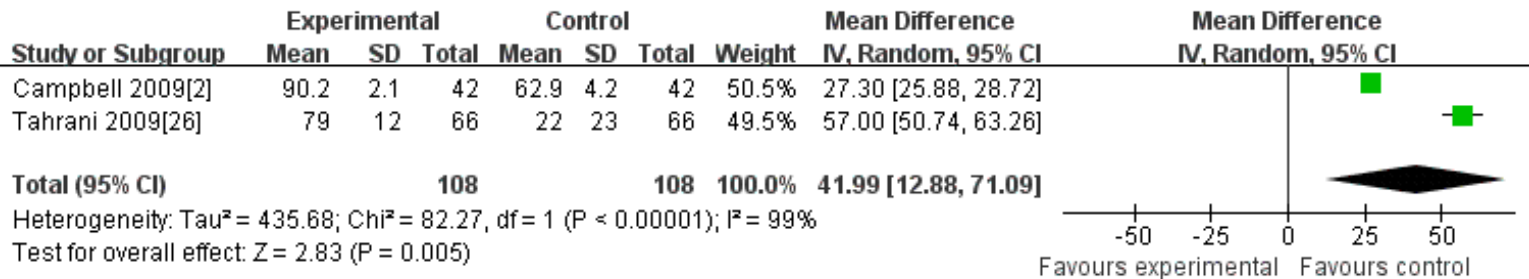 Experimental Control Mean Difference Mean Difference
Study or Subgroup Mean SD Total Mean SD Total Weight IV, Random, 95% CI IV, Random, 95% CI
Campbell 2009[2] 90.2 2.1 42 62.9 4.2 42 50.5% 27.30 [25.88, 28.72]
Tahrani 2009[26] 79 12 66 22 23 66 49.5% 57.00 [50.74, 63.26]
Total (95% CI) 108 108 100.0% 41.99 [12.88, 71.09]
Heterogeneity: Tau² = 435.68; Chi² = 82.27, df = 1 (P < 0.00001); I² = 99%
Test for overall effect: Z = 2.83 (P = 0.005)
-50 -25 0 25 50
Favours experimental Favours control